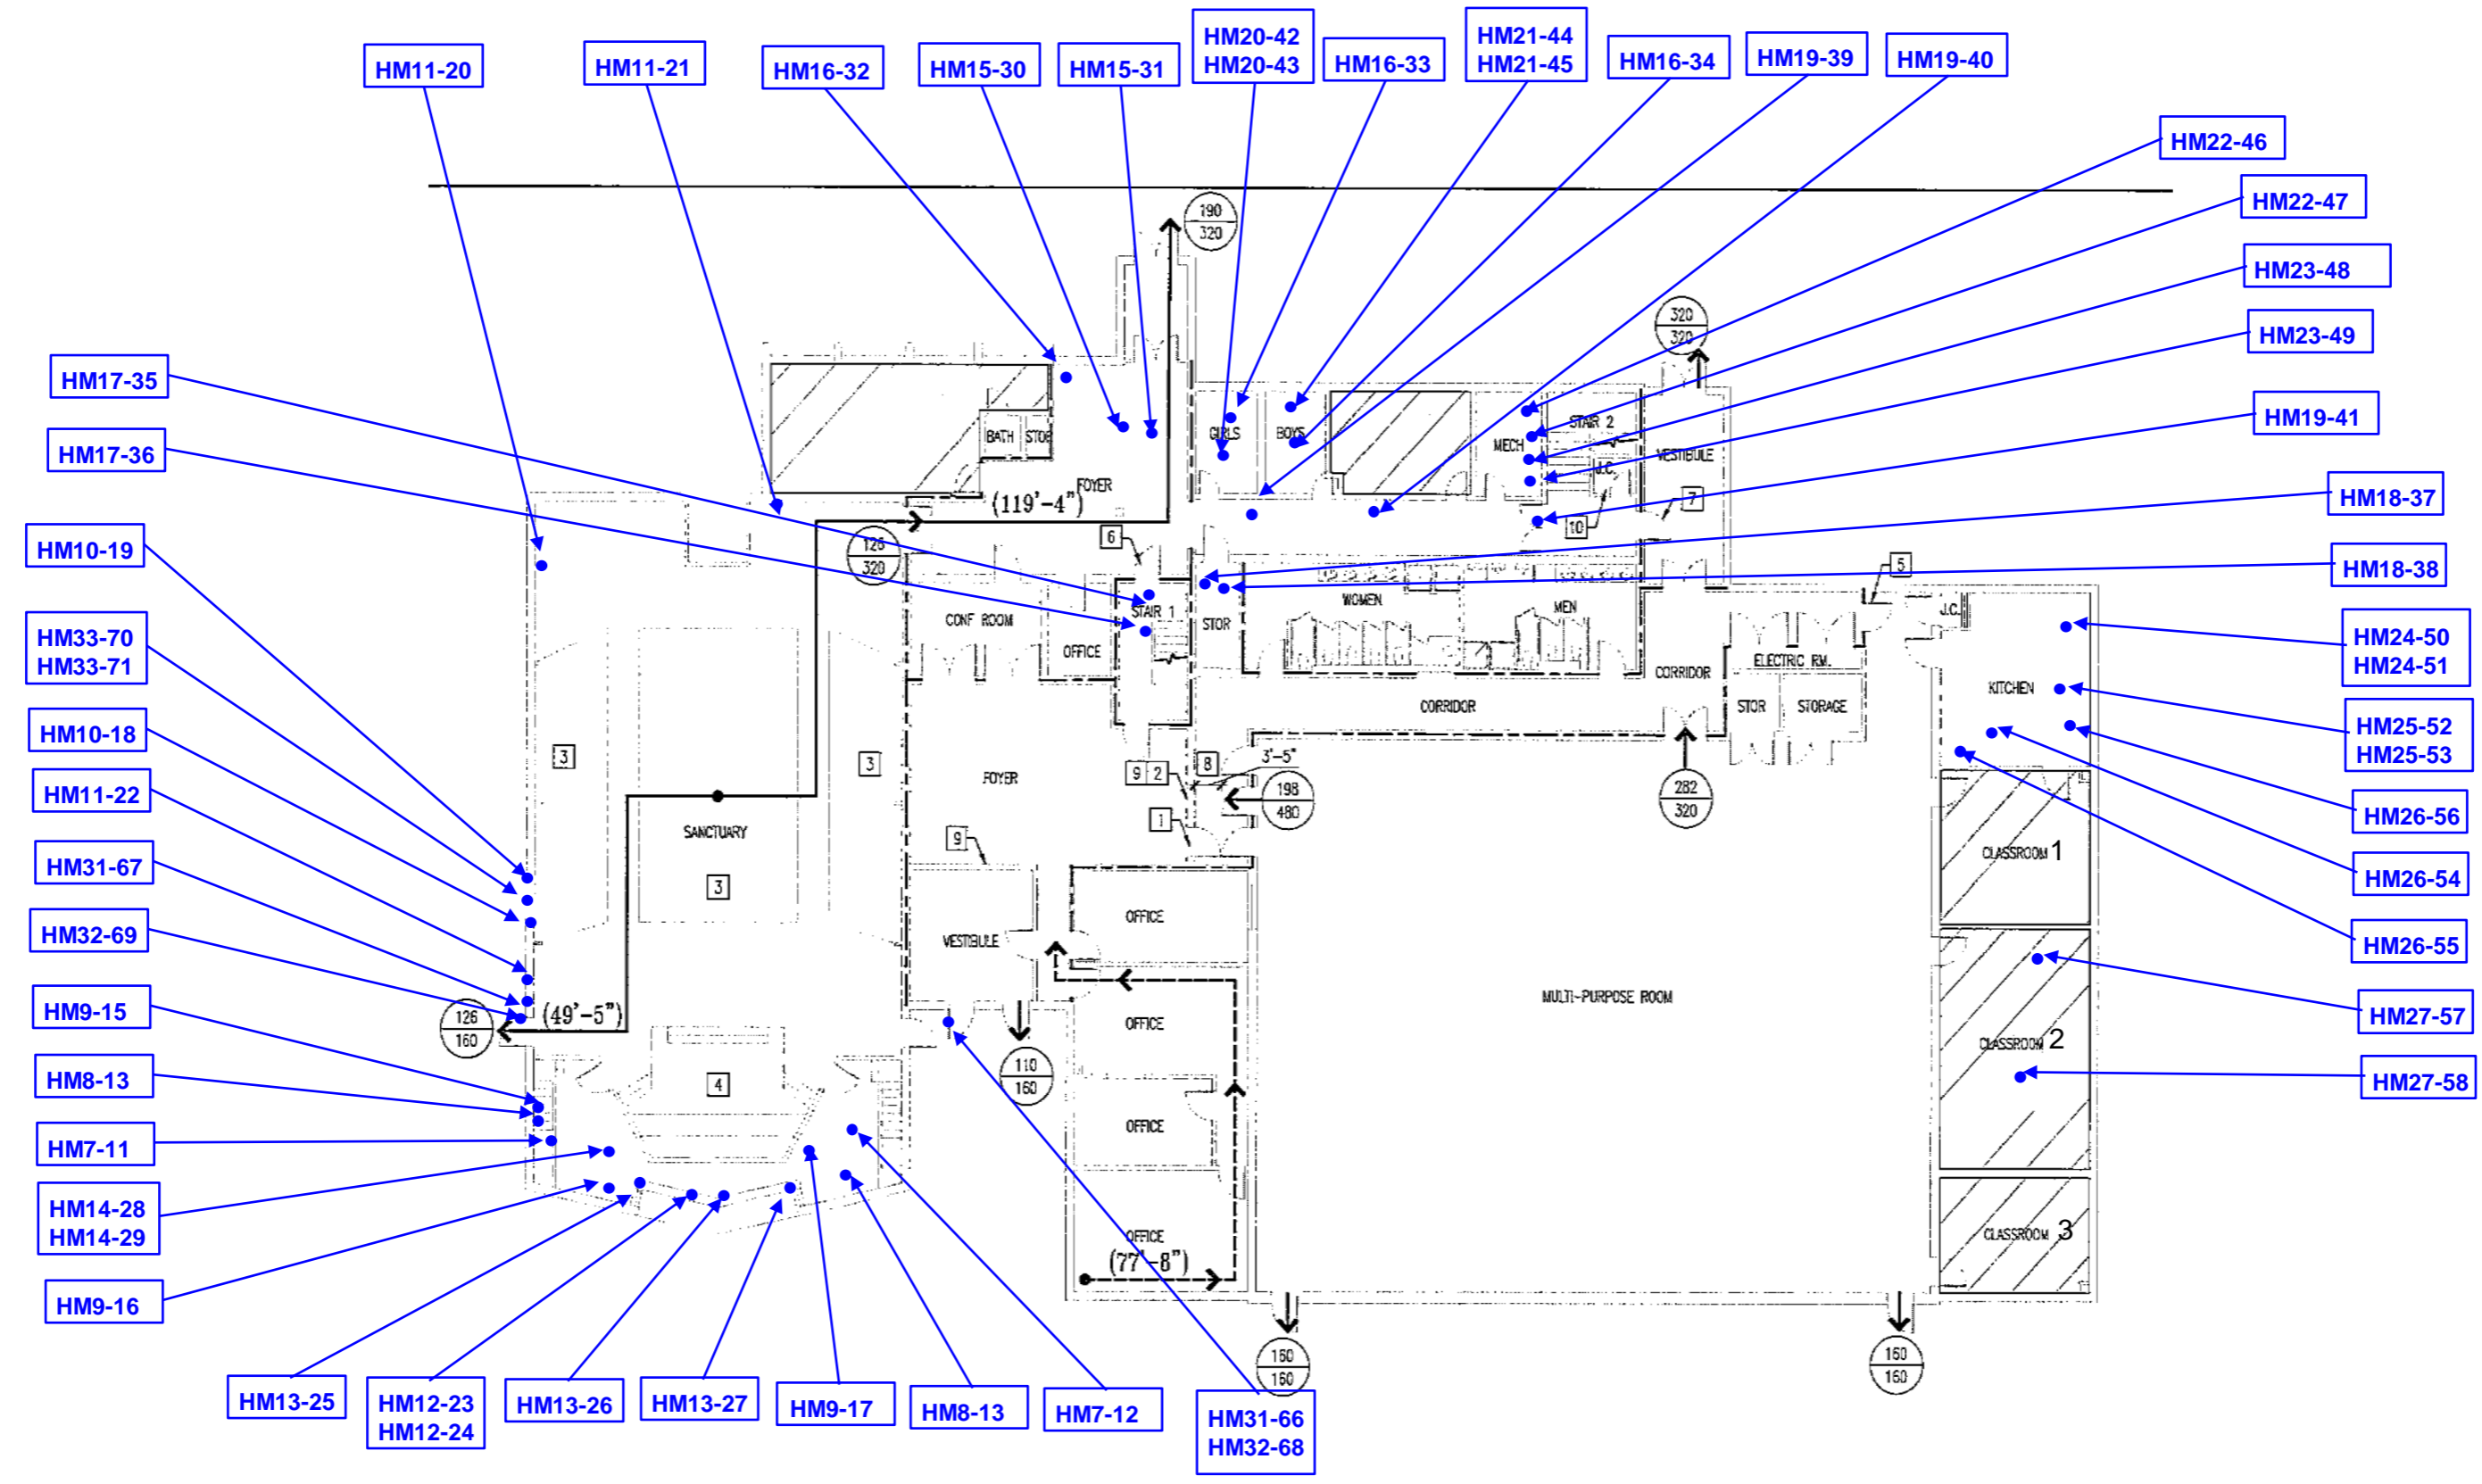 HM11-20
HM11-21
HM16-32
HM15-30
HM15-31
HM20-42
HM20-43
HM16-33
HM21-44
HM21-45
HM16-34
HM19-39
HM19-40
HM22-46
HM22-47
HM23-48
HM23-49
HM19-41
HM18-37
HM18-38
HM24-50
HM24-51
HM25-52
HM25-53
HM26-56
HM26-54
HM26-55
HM27-57
HM27-58
HM17-35
HM17-36
HM10-19
HM33-70
HM33-71
HM10-18
HM11-22
HM31-67
HM32-69
HM9-15
HM8-13
HM7-11
HM14-28
HM14-29
HM9-16
HM13-25
HM12-23
HM12-24
HM13-26
HM13-27
HM9-17
HM8-13
HM7-12
HM31-66
HM32-68
190
320
320
320
BATH
STOR
GIRLS
BOYS
MECH
STAIR 2
J.C.
VESTIBULE
FOYER
(119'-4")
126
320
6
10
7
5
CONF ROOM
OFFICE
STAIR 1
STOR
WOMEN
MEN
CORRIDOR
ELECTRIC RM.
J.C.
KITCHEN
CORRIDOR
STOR
STORAGE
3
3
FOYER
9 2
8
3'-5"
198
480
282
320
1
SANCTUARY
3
9
VESTIBULE
OFFICE
CLASSROOM 1
MULTI-PURPOSE ROOM
126
160
(49'-5")
OFFICE
CLASSROOM 2
110
160
4
OFFICE
OFFICE
(77'-8")
CLASSROOM 3
160
160
160
160